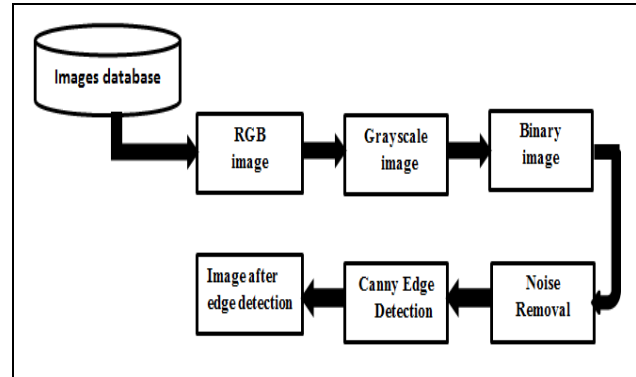 Images database
RGB
image
Grayscale
image
Binary
image
Noise
Removal
Canny Edge
Detection
Image after
edge detection